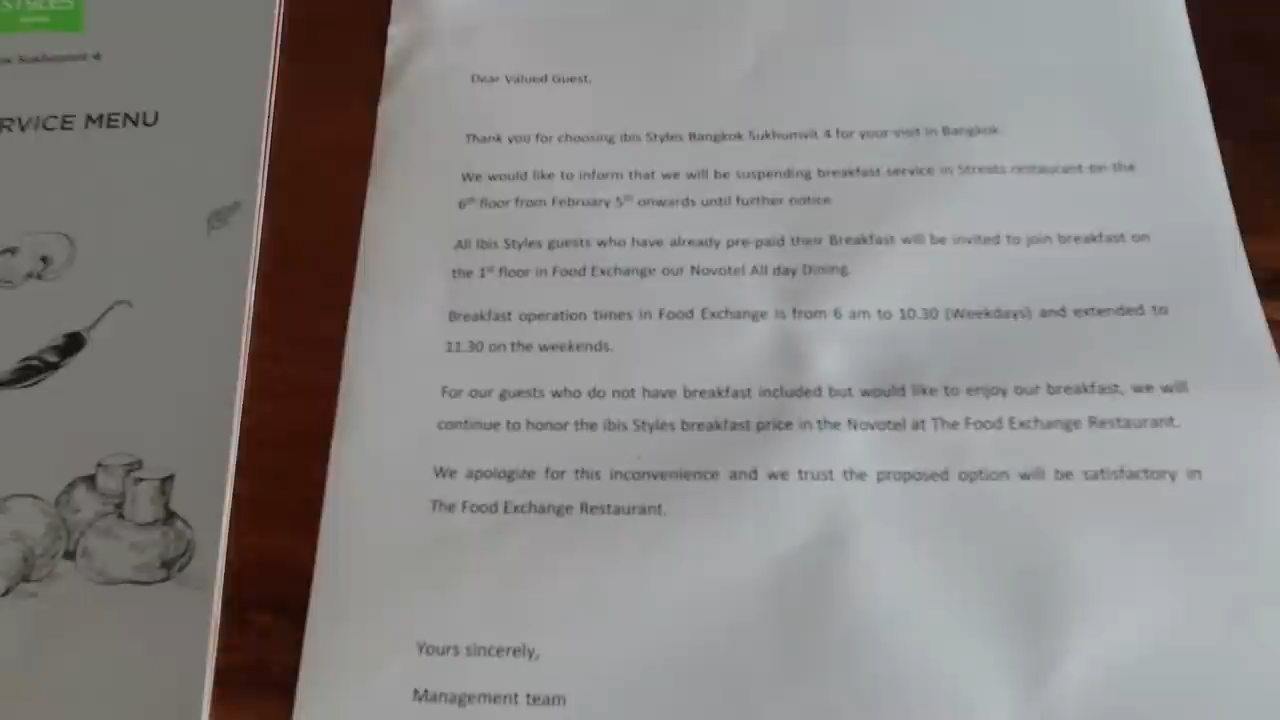 STYLES
Sukhumvit 4
RVICE MENU
Dear Valued Guest,
Thank you for choosing ibis Styles Bangkok Sukhumvit 4 for your visit in Bangkok.
We would like to inform that we will be suspending breakfast service in Streats restaurant on the
6th floor from February 5th onwards until further notice.
All Ibis Styles guests who have already pre-paid their Breakfast will be invited to join breakfast on
the 1st floor in Food Exchange our Novotel All day Dining.
Breakfast operation times in Food Exchange is from 6 am to 10.30 (Weekdays) and extended to
11.30 on the weekends.
For our guests who do not have breakfast included but would like to enjoy our breakfast, we will
continue to honor the ibis Styles breakfast price in the Novotel at The Food Exchange Restaurant.
We apologize for this inconvenience and we trust the proposed option will be satisfactory in
The Food Exchange Restaurant.
Yours sincerely,
Management team